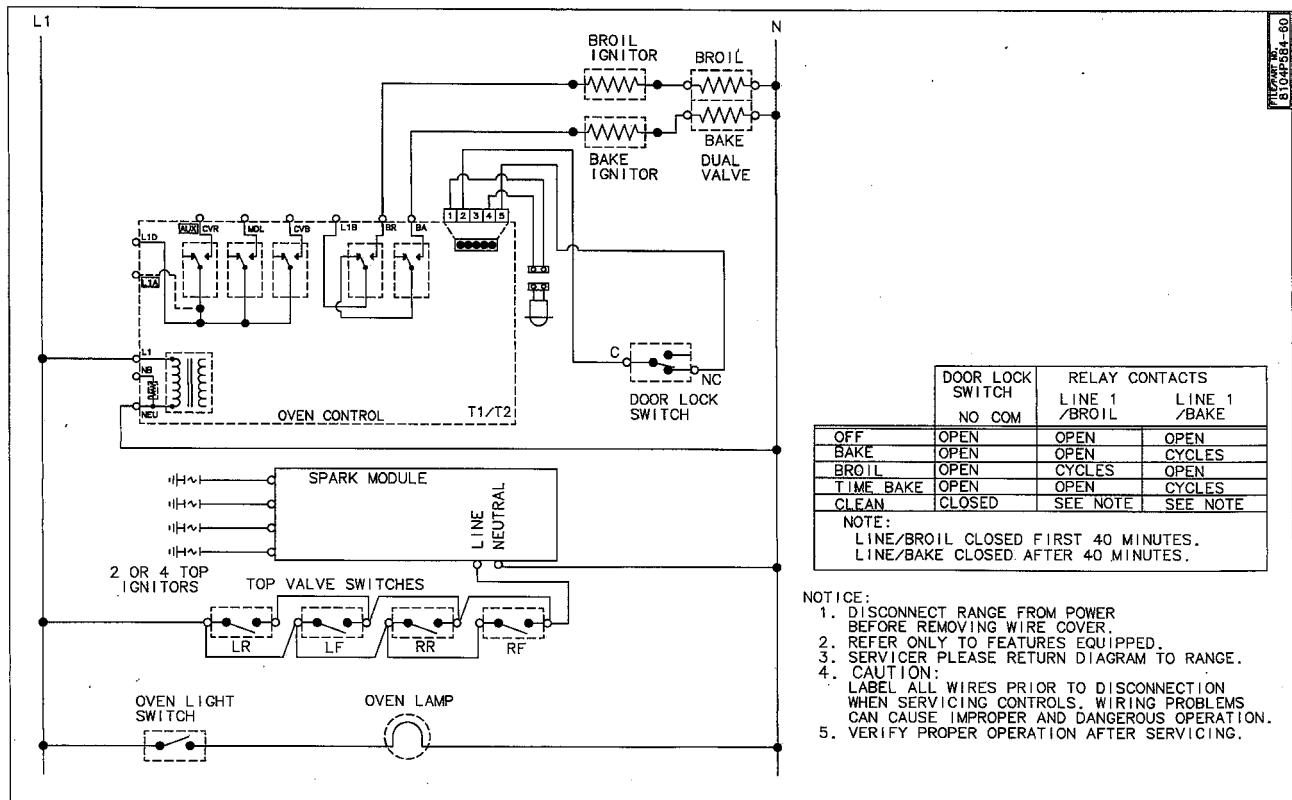 L1
N
FILE/PART NO.
8104P584-60
BROIL
IGNITOR
BROIL
BAKE
IGNITOR
BAKE
DUAL
VALVE
1 2 3 4 5
L1D
AUX CVR
MDL
CVB
L1B
BR
BA
L1A
L1
NB
NEU
OVEN CONTROL
T1/T2
C
NC
DOOR LOCK
SWITCH
SPARK MODULE
LINE
NEUTRAL
2 OR 4 TOP
IGNITORS
TOP VALVE SWITCHES
LR
LF
RR
RF
OVEN LIGHT
SWITCH
OVEN LAMP
DOOR LOCK SWITCH RELAY CONTACTS
NO COM LINE 1 /BROIL LINE 1 /BAKE
OFF OPEN OPEN OPEN
BAKE OPEN OPEN CYCLES
BROIL OPEN CYCLES OPEN
TIME BAKE OPEN OPEN CYCLES
CLEAN CLOSED SEE NOTE SEE NOTE
NOTE:
LINE/BROIL CLOSED FIRST 40 MINUTES.
LINE/BAKE CLOSED AFTER 40 MINUTES.
NOTICE:
1. DISCONNECT RANGE FROM POWER
BEFORE REMOVING WIRE COVER.
2. REFER ONLY TO FEATURES EQUIPPED.
3. SERVICER PLEASE RETURN DIAGRAM TO RANGE.
4. CAUTION:
LABEL ALL WIRES PRIOR TO DISCONNECTION
WHEN SERVICING CONTROLS. WIRING PROBLEMS
CAN CAUSE IMPROPER AND DANGEROUS OPERATION.
5. VERIFY PROPER OPERATION AFTER SERVICING.